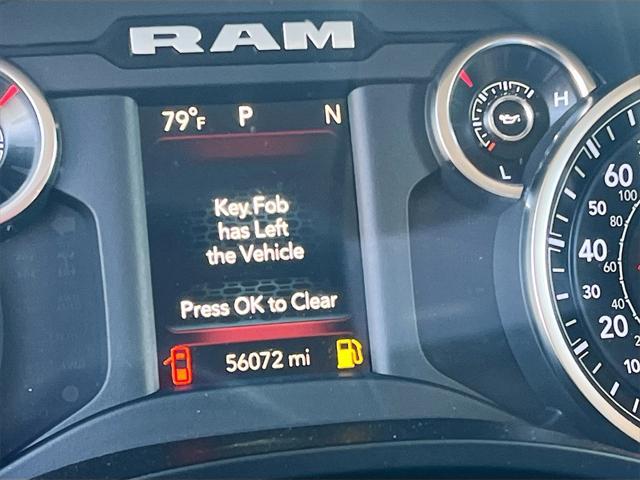 RAM
79°F P N
Key Fob
has Left
the Vehicle
Press OK to Clear
56072 mi
H
L
60
100
50
80
40
60
30
40
20
10